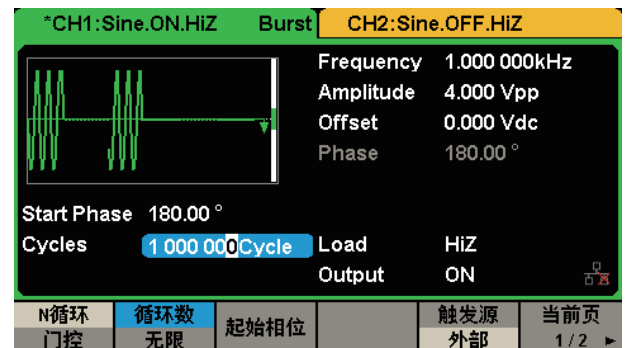 *CH1:Sine.ON.HiZ Burst CH2:Sine.OFF.HiZ
Frequency 1.000 000kHz
Amplitude 4.000 Vpp
Offset 0.000 Vdc
Phase 180.00 °
Start Phase 180.00 °
Cycles 1 000 000Cycle Load HiZ
Output ON
N循环 循环数 起始相位 触发源 当前页
门控 无限 外部 1/2 ►